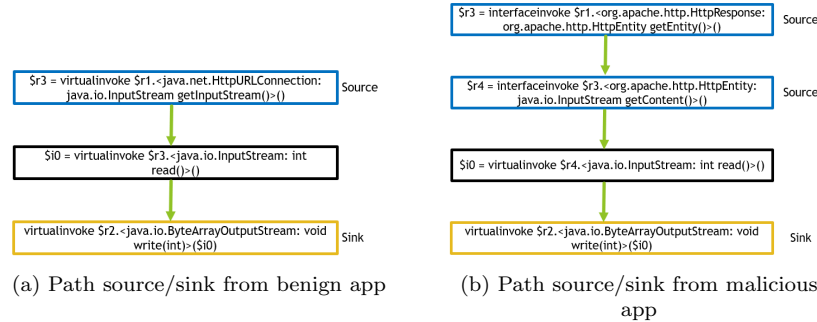 $r3 = virtualinvoke $r1.<java.net.HttpURLConnection:
java.io.InputStream getInputStream()>()
Source
$i0 = virtualinvoke $r3.<java.io.InputStream: int
read()>()
virtualinvoke $r2.<java.io.ByteArrayOutputStream: void
write(int)>($i0)
Sink
(a) Path source/sink from benign app
$r3 = interfaceinvoke $r1.<org.apache.http.HttpResponse:
org.apache.http.HttpEntity getEntity()>()
Source
$r4 = interfaceinvoke $r3.<org.apache.http.HttpEntity:
java.io.InputStream getContent()>()
Source
$i0 = virtualinvoke $r4.<java.io.InputStream: int read()>()
virtualinvoke $r2.<java.io.ByteArrayOutputStream: void
write(int)>($i0)
Sink
(b) Path source/sink from malicious
app